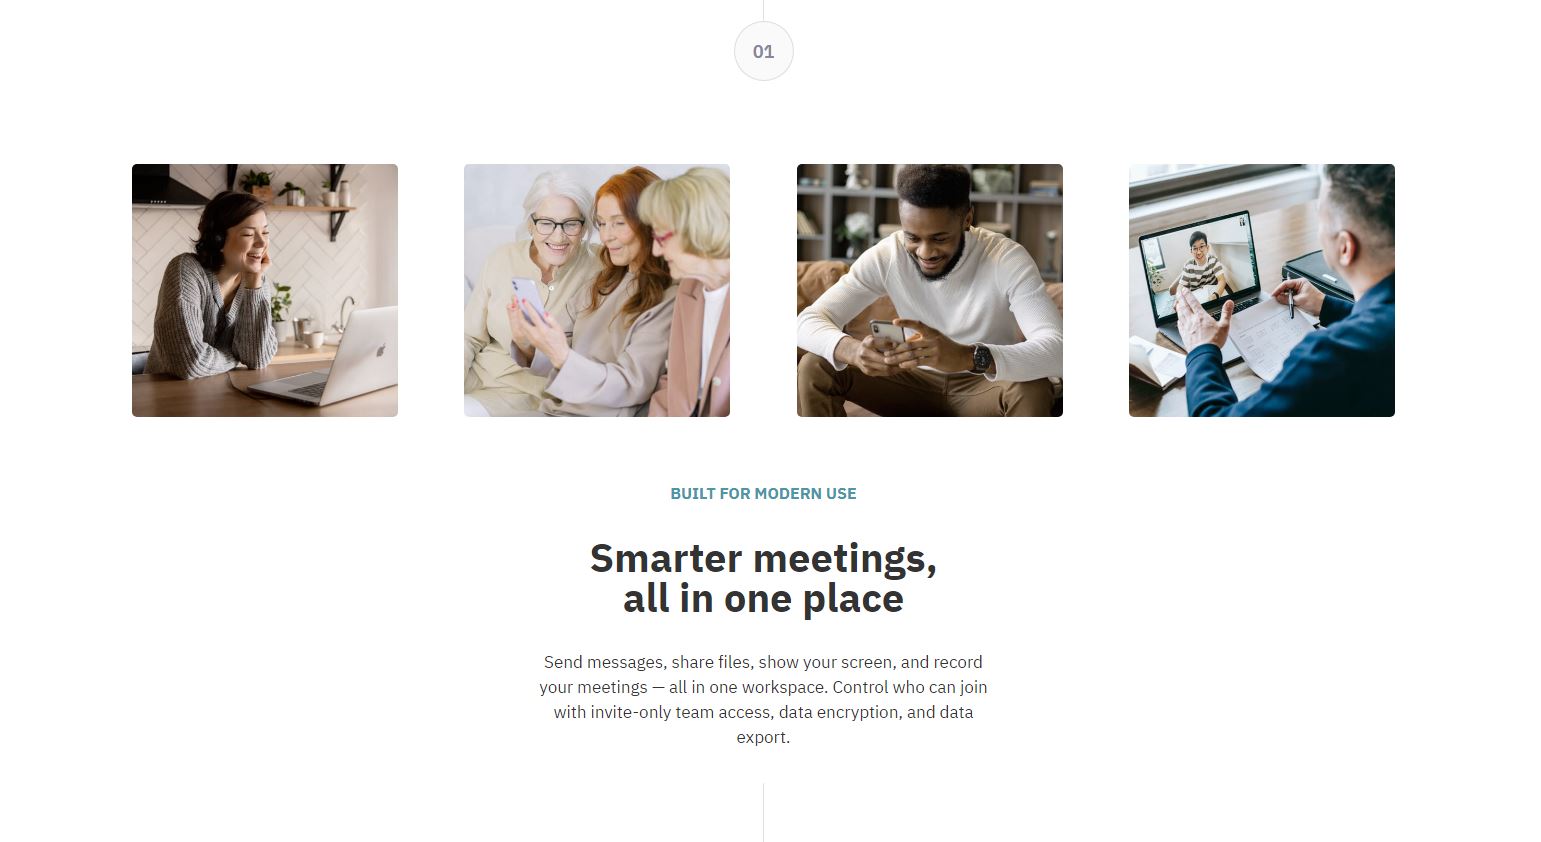 01
BUILT FOR MODERN USE
Smarter meetings,
all in one place
Send messages, share files, show your screen, and record
your meetings — all in one workspace. Control who can join
with invite-only team access, data encryption, and data
export.